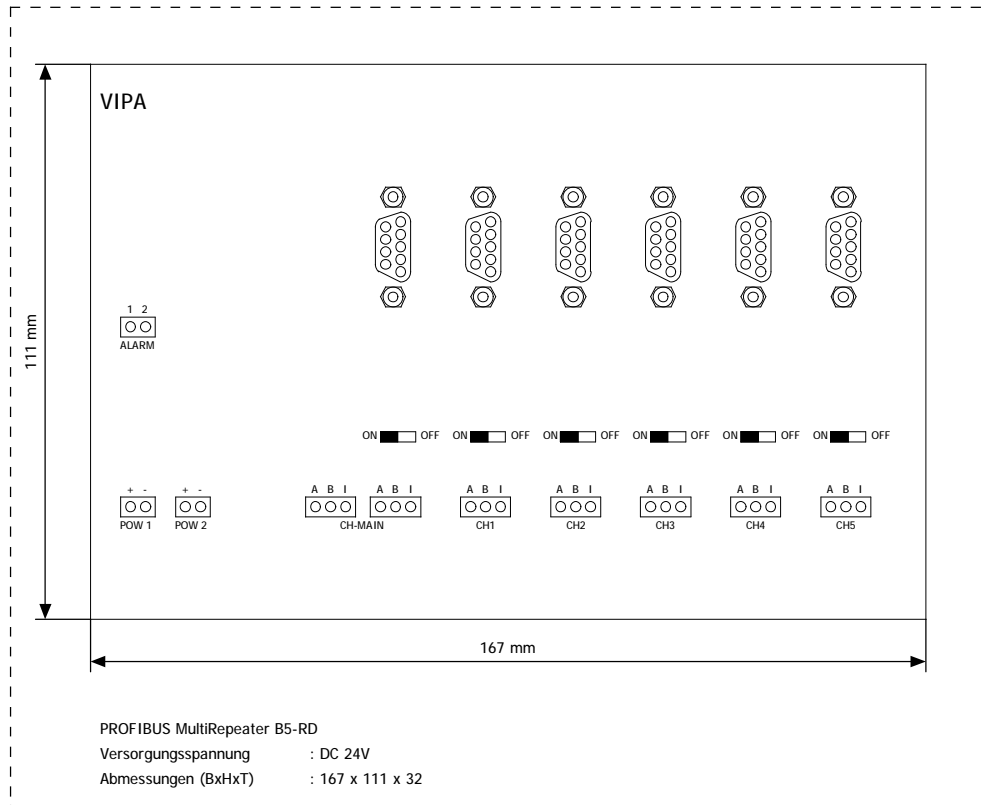 VIPA
1 2
ALARM
111 mm
ON OFF ON OFF ON OFF ON OFF ON OFF ON OFF
+ - + - A B I A B I A B I A B I A B I A B I A B I
POW 1 POW 2 CH-MAIN CH1 CH2 CH3 CH4 CH5
167 mm
PROFIBUS MultiRepeater B5-RD
Versorgungsspannung : DC 24V
Abmessungen (BxHxT) : 167 x 111 x 32